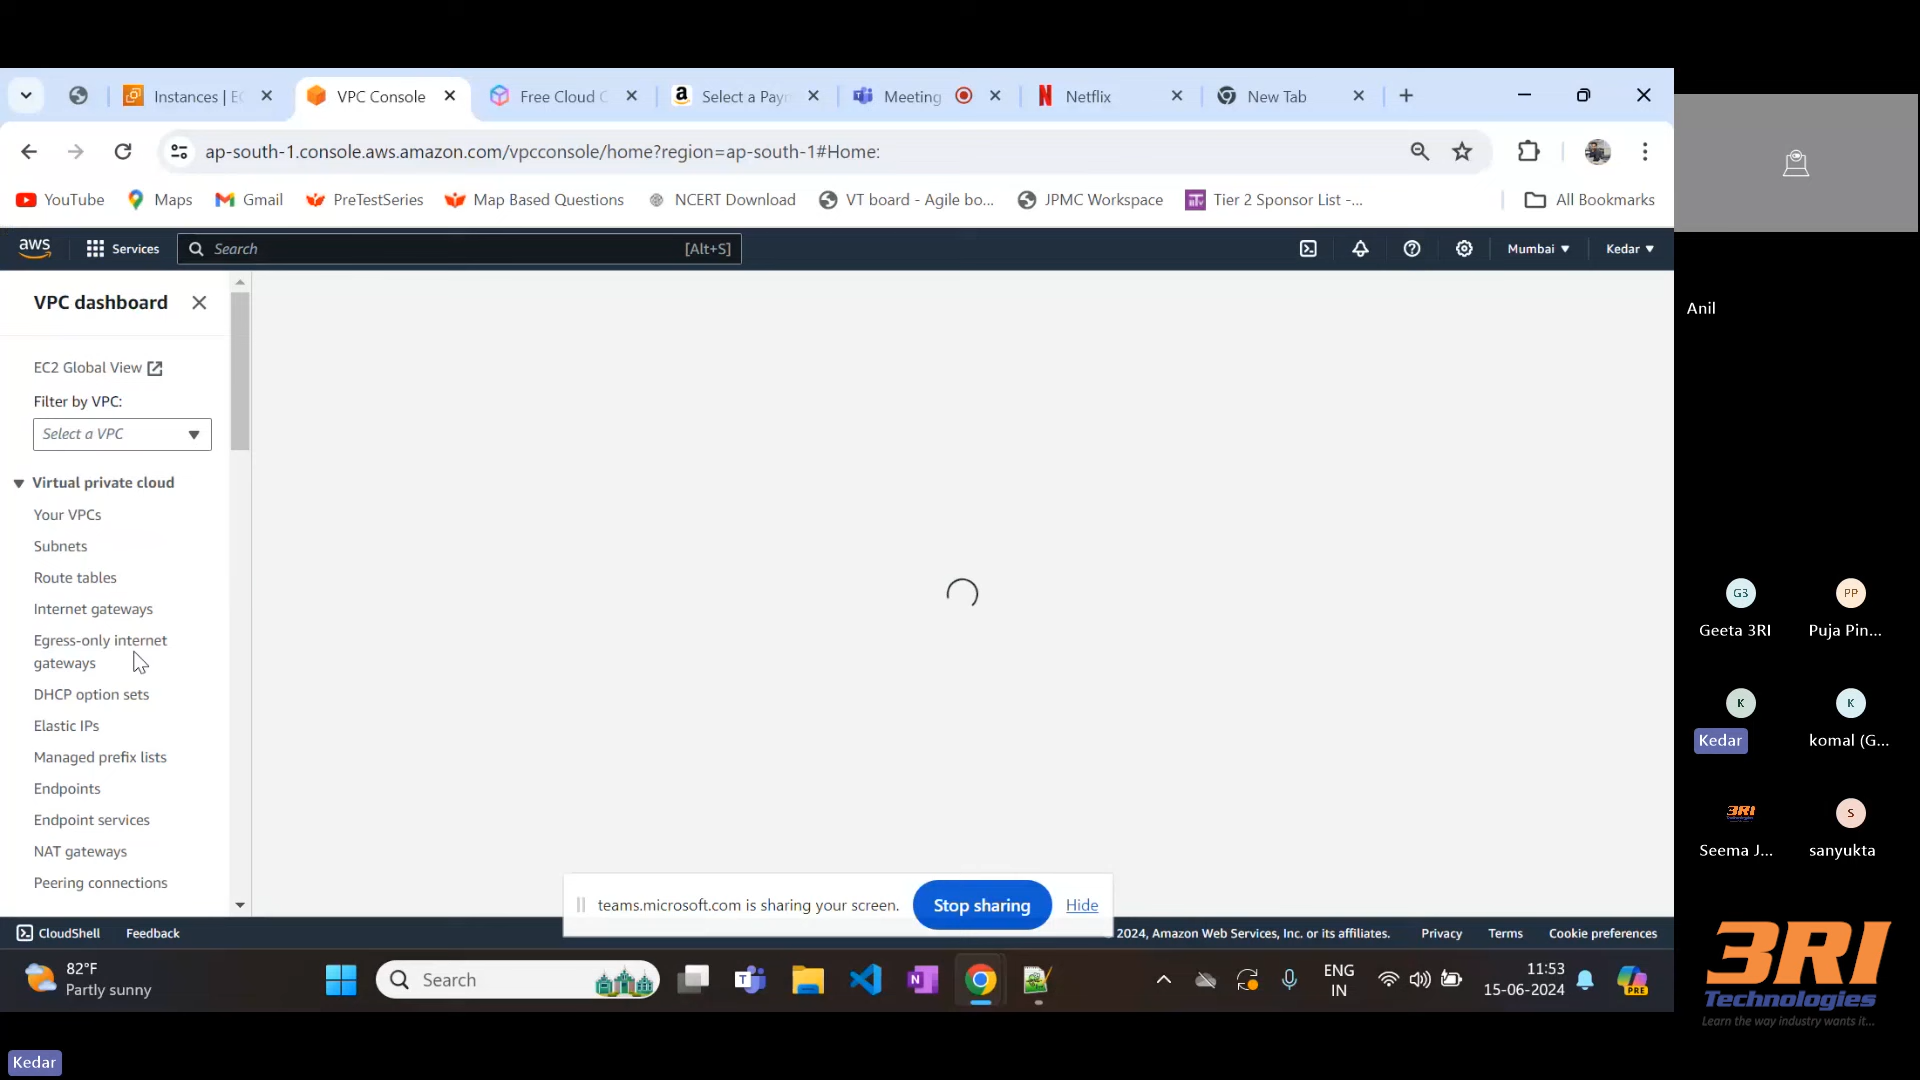 Instances | EC
VPC Console
Free Cloud C
Select a Paym
Meeting
Netflix
New Tab
ap-south-1.console.aws.amazon.com/vpcconsole/home?region=ap-south-1#Home:
YouTube
Maps
Gmail
PreTestSeries
Map Based Questions
NCERT Download
VT board - Agile bo...
JPMC Workspace
Tier 2 Sponsor List -...
All Bookmarks
aws
Services
Search
[Alt+S]
Mumbai
Kedar
VPC dashboard
EC2 Global View
Filter by VPC:
Select a VPC
Virtual private cloud
Your VPCs
Subnets
Route tables
Internet gateways
Egress-only internet
gateways
DHCP option sets
Elastic IPs
Managed prefix lists
Endpoints
Endpoint services
NAT gateways
Peering connections
teams.microsoft.com is sharing your screen.
Stop sharing
Hide
CloudShell
Feedback
2024, Amazon Web Services, Inc. or its affiliates.
Privacy
Terms
Cookie preferences
82°F
Partly sunny
Search
ENG
IN
11:53
15-06-2024
PRE
Anil
G3
Geeta 3RI
PP
Puja Pin...
K
Kedar
K
komal (G...
3RI
Seema J...
S
sanyukta
3RI
Technologies
Learn the way industry wants it...
Kedar